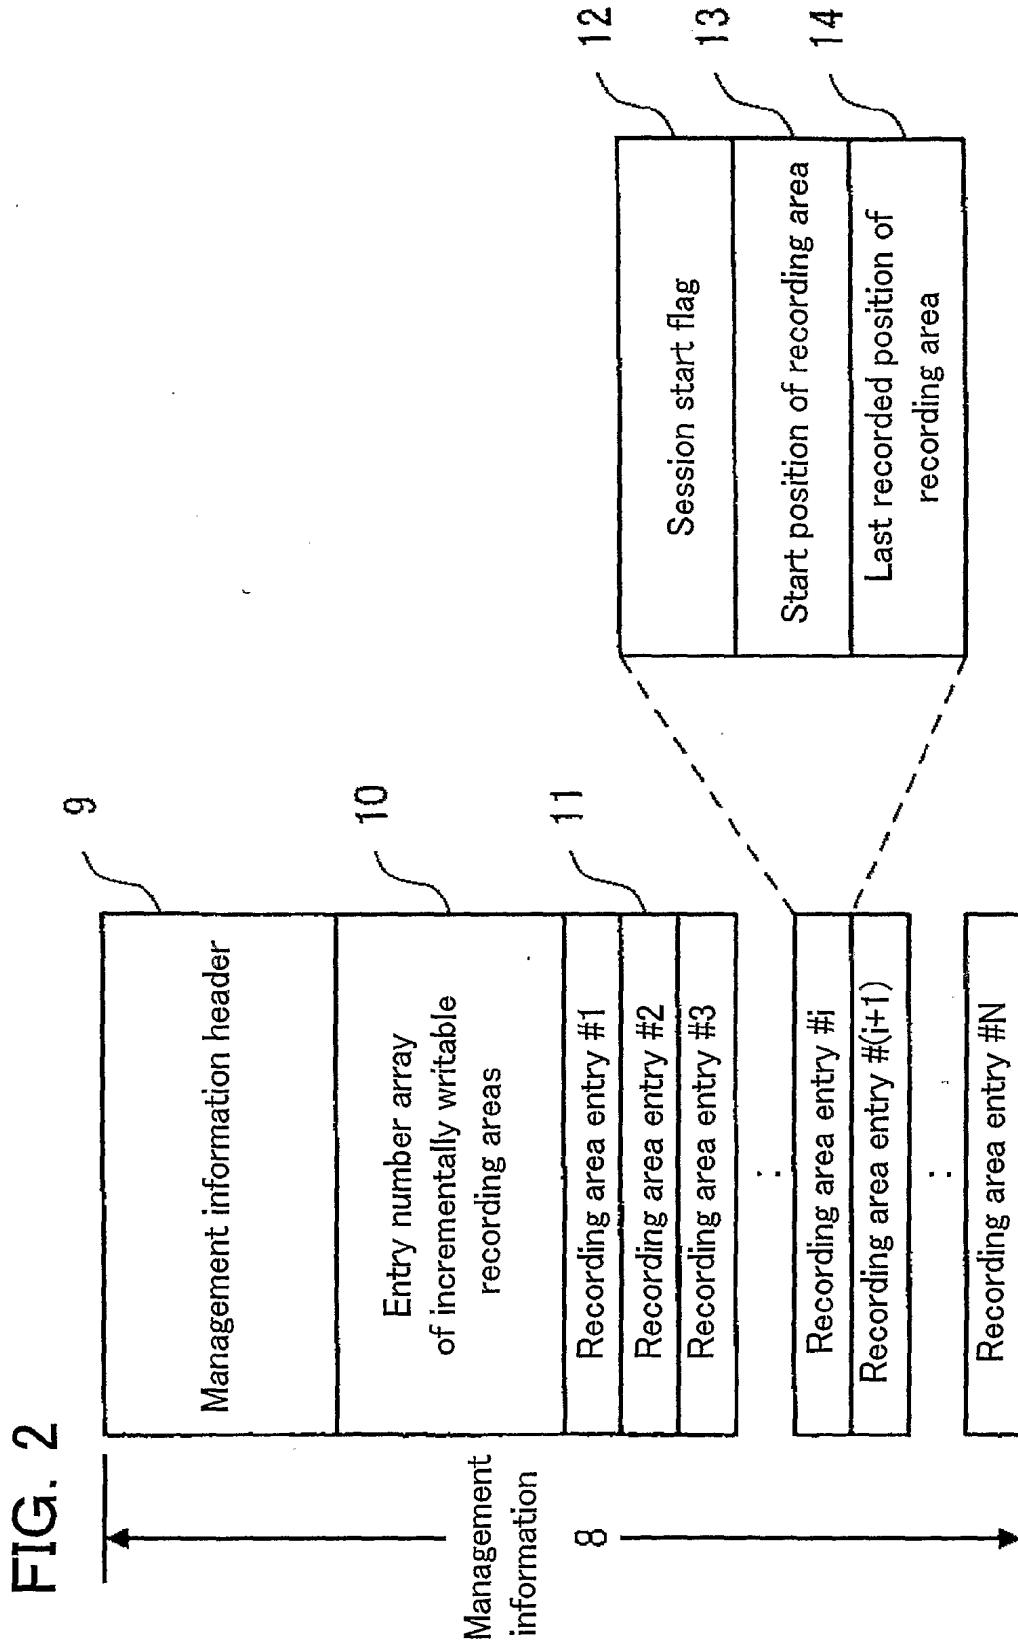 FIG. 2
Management
information
8
Management information header
9
Entry number array
of incrementally writable
recording areas
10
Recording area entry #1
Recording area entry #2
11
Recording area entry #3
:
Recording area entry #i
Recording area entry #(i+1)
:
Recording area entry #N
Session start flag
12
Start position of recording area
13
Last recorded position of
recording area
14